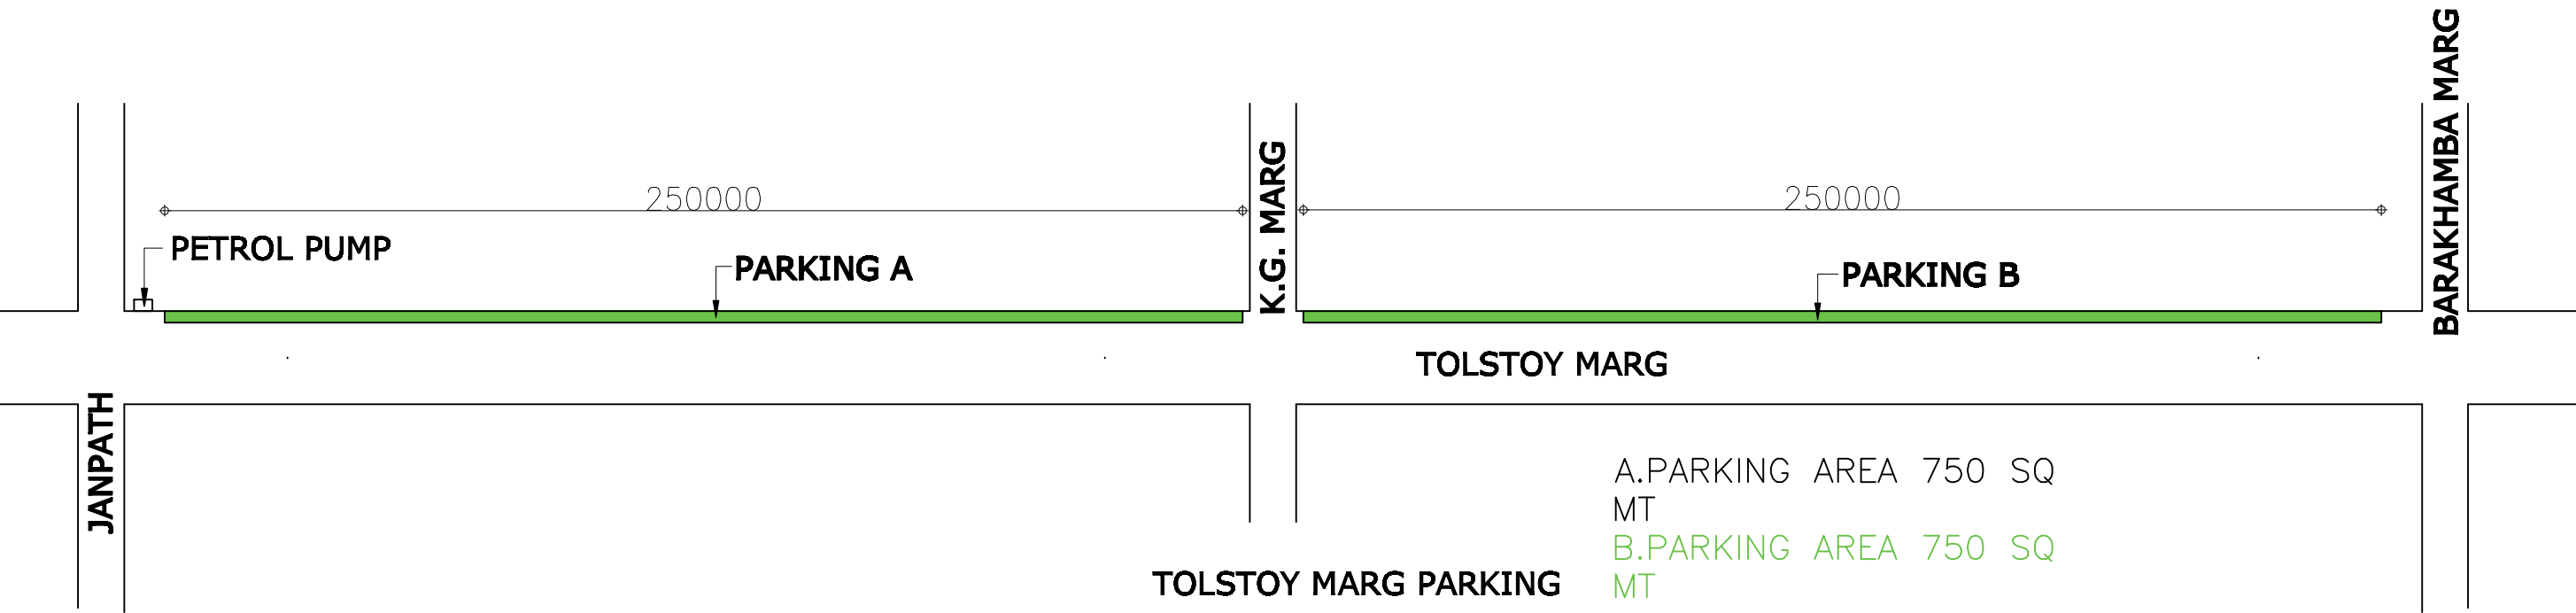 BARAKHAMBA MARG
K.G. MARG
250000
250000
PETROL PUMP
PARKING A
PARKING B
TOLSTOY MARG
JANPATH
A.PARKING AREA 750 SQ
MT
B.PARKING AREA 750 SQ
MT
TOLSTOY MARG PARKING